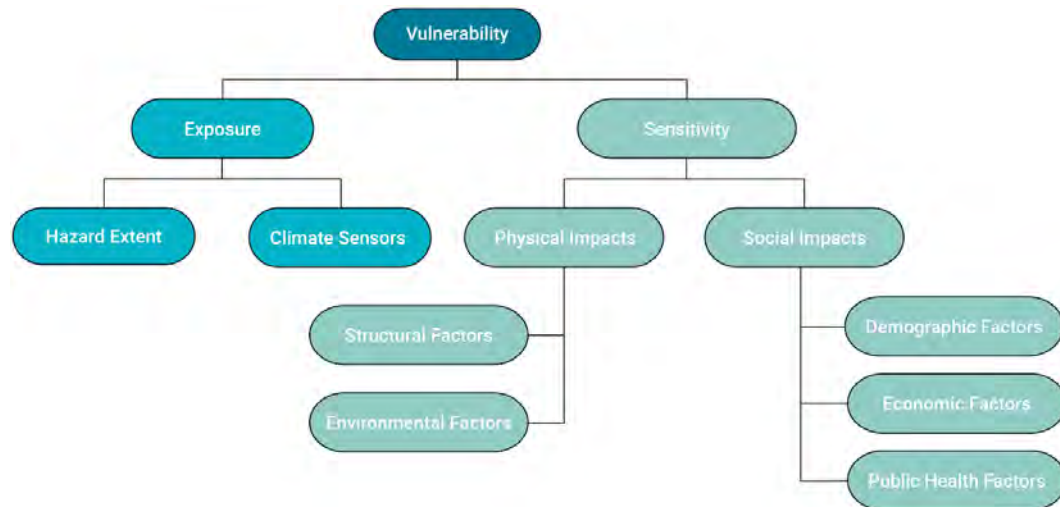 Vulnerability
Exposure
Sensitivity
Hazard Extent
Climate Sensors
Physical Impacts
Social Impacts
Structural Factors
Demographic Factors
Environmental Factors
Economic Factors
Public Health Factors